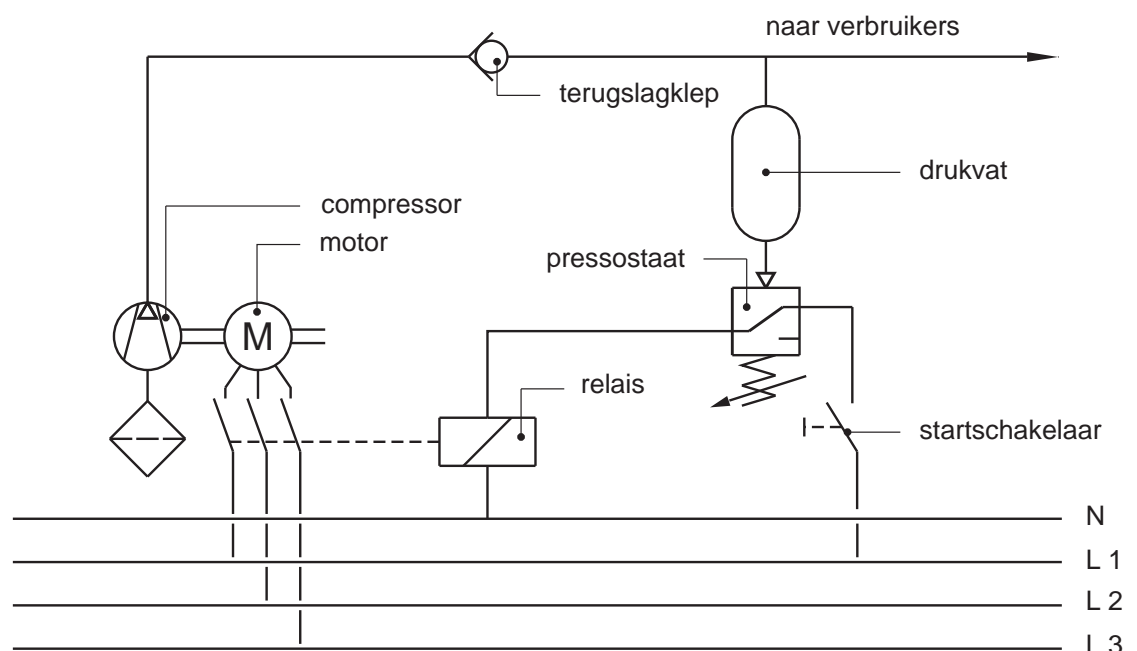 naar verbruikers
terugslagklep
drukvat
compressor
motor
pressostaat
M
relais
startschakelaar
N
L 1
L 2
L 3